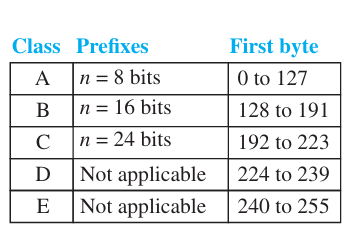 Class Prefixes First byte
A n = 8 bits 0 to 127
B n = 16 bits 128 to 191
C n = 24 bits 192 to 223
D Not applicable 224 to 239
E Not applicable 240 to 255